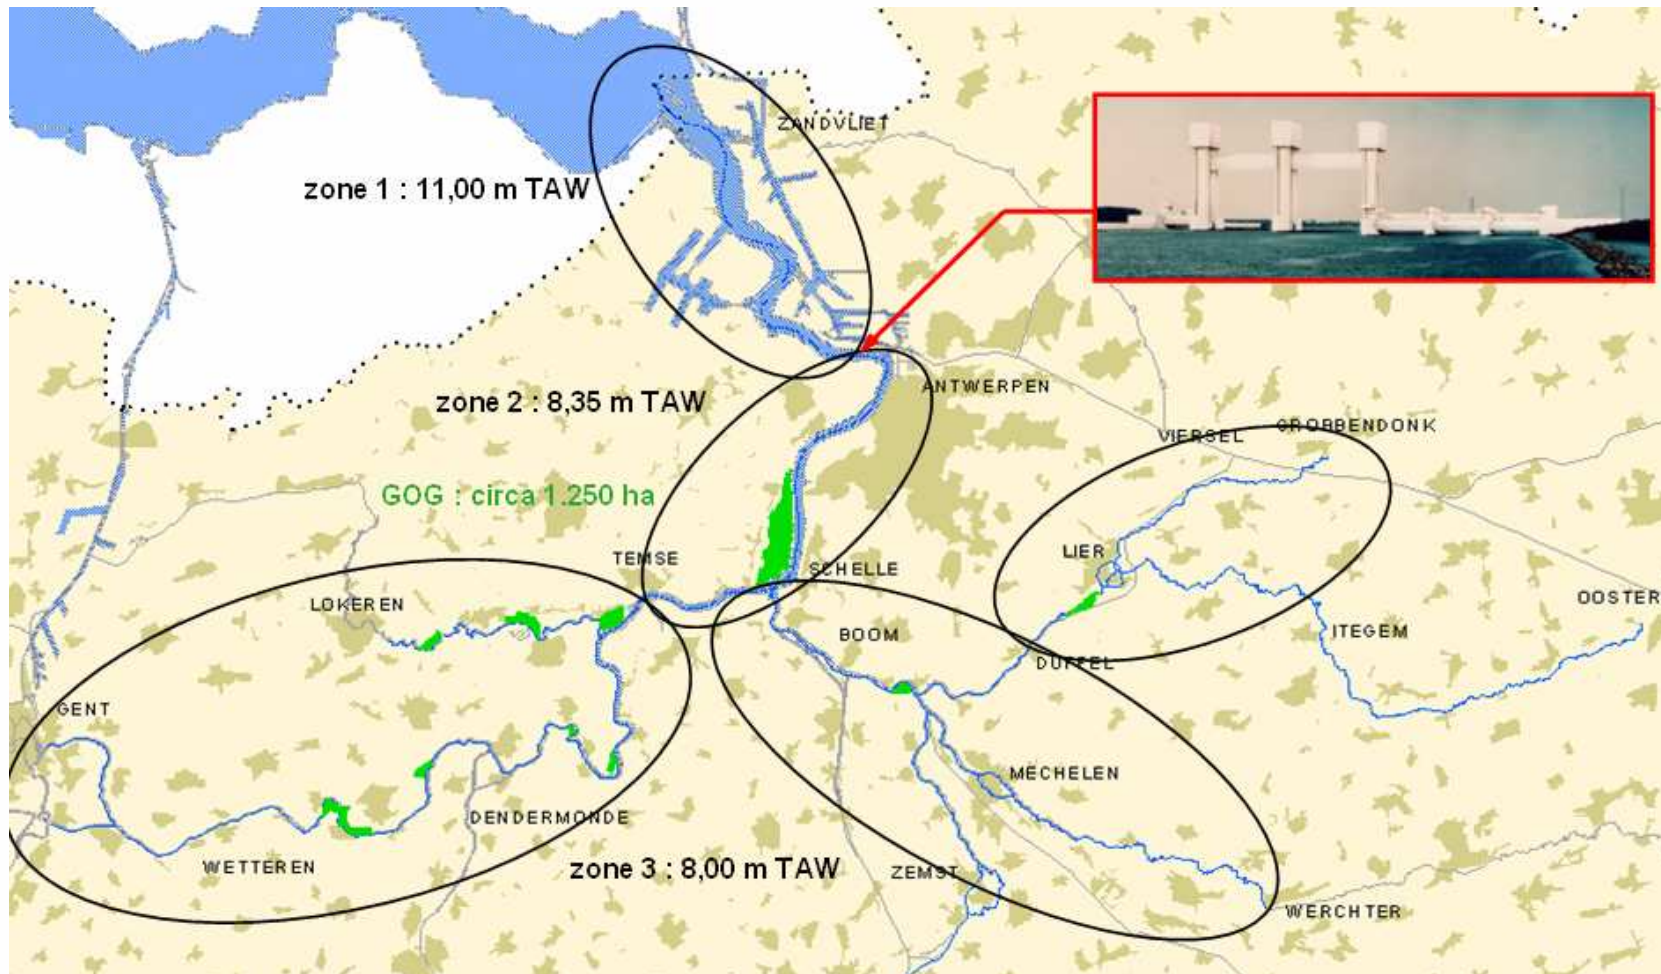 ZANDVLIET
zone 1 : 11,00 m TAW
ANTWERPEN
zone 2 : 8,35 m TAW
VIERSEL
GROBBENDONK
GOG : circa 1.250 ha
LIER
TEMSE
SCHELLE
OOSTER
LOKEREN
BOOM
ITEGEM
DUFFEL
GENT
MECHELEN
DENDERMONDE
WETTEREN
zone 3 : 8,00 m TAW
ZEMST
WERCHTER